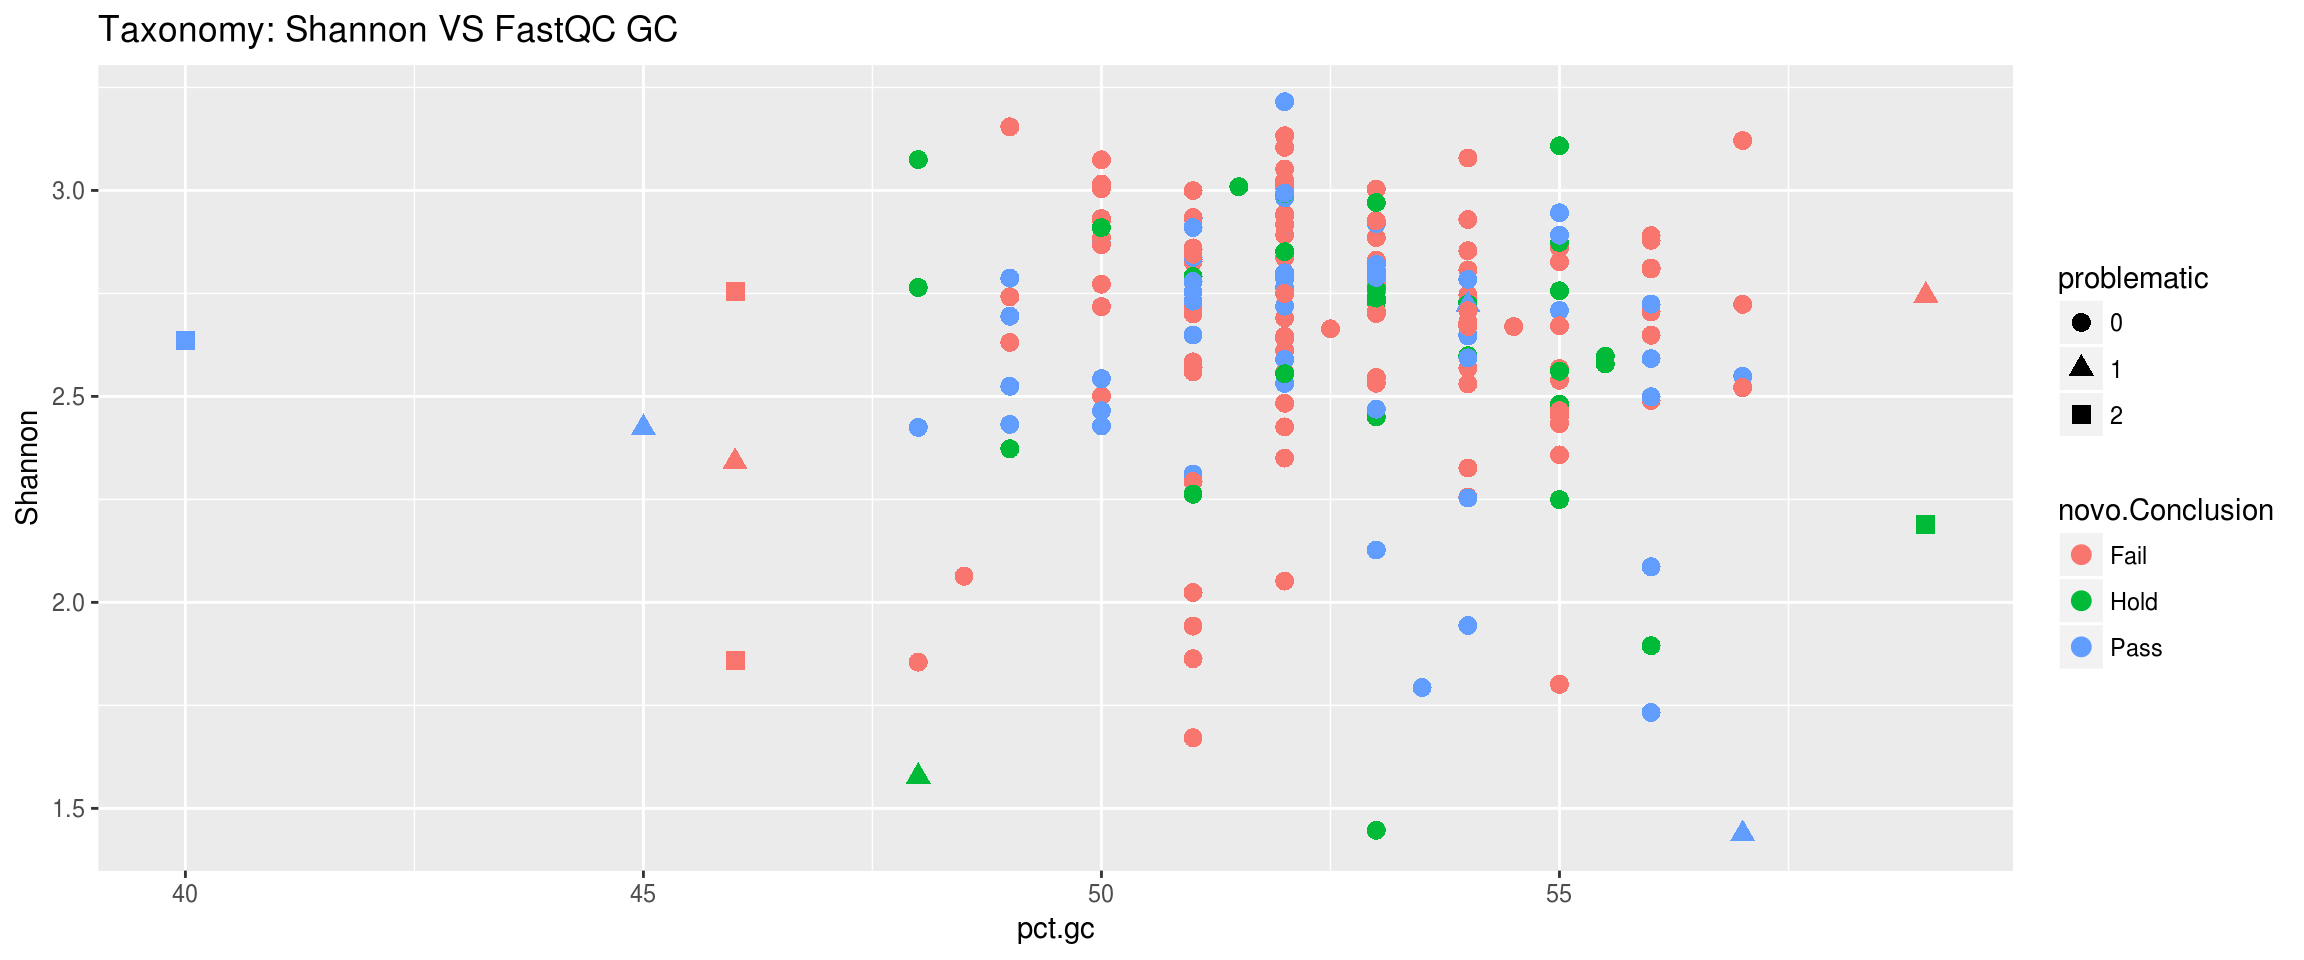 Taxonomy: Shannon VS FastQC GC
Shannon
3.0
2.5
2.0
1.5
40
45
50
55
pct.gc
problematic
0
1
2
novo.Conclusion
Fail
Hold
Pass